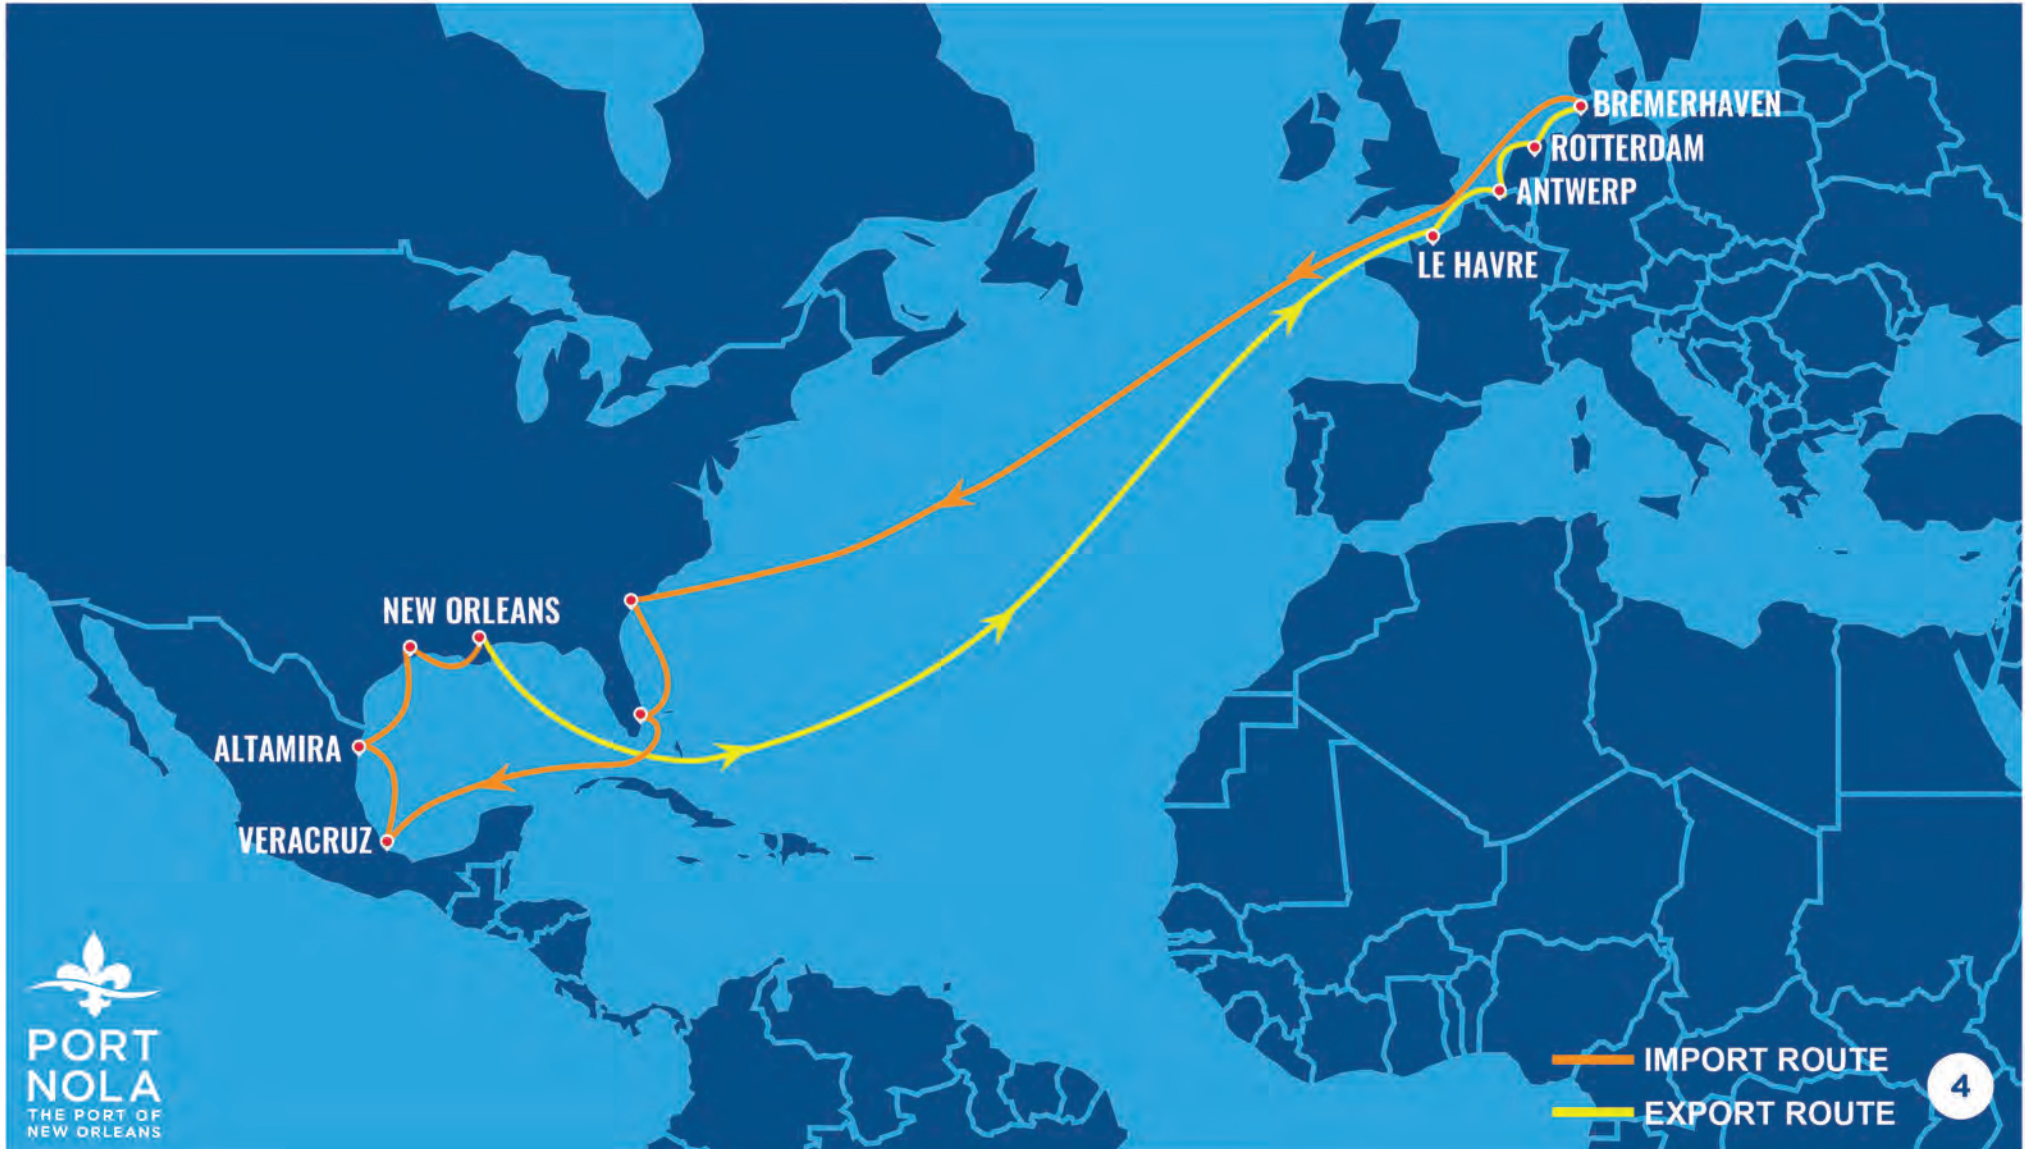 BREMERHAVEN
ROTTERDAM
ANTWERP
LE HAVRE
NEW ORLEANS
ALTAMIRA
VERACRUZ
PORT
NOLA
THE PORT OF
NEW ORLEANS
IMPORT ROUTE
EXPORT ROUTE
4